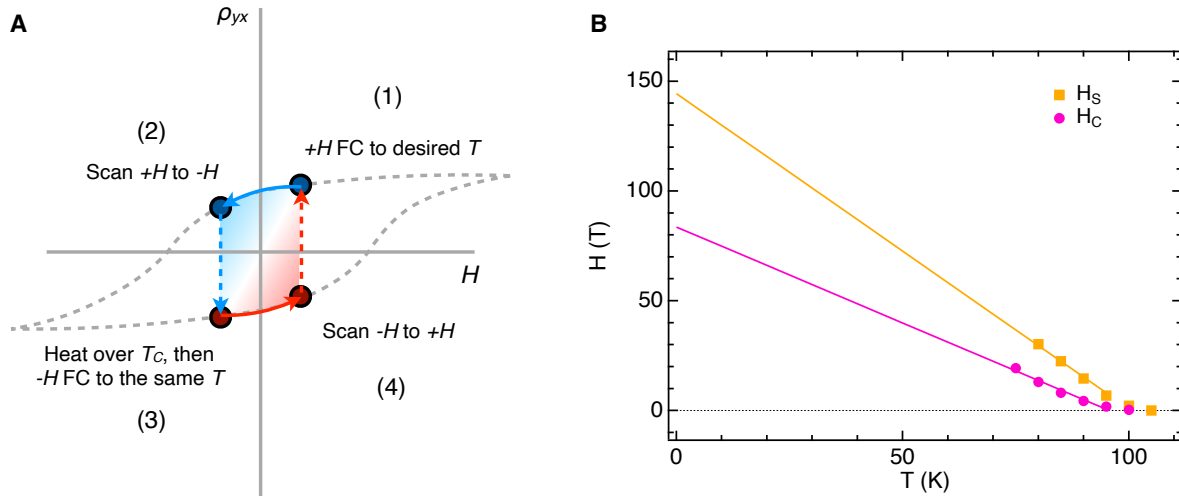 A
ρyx
(1)
(2)
+H FC to desired T
Scan +H to -H
H
Scan -H to +H
Heat over TC, then
-H FC to the same T
(4)
(3)
B
150
100
50
0
H (T)
HS
HC
0
50
100
T (K)